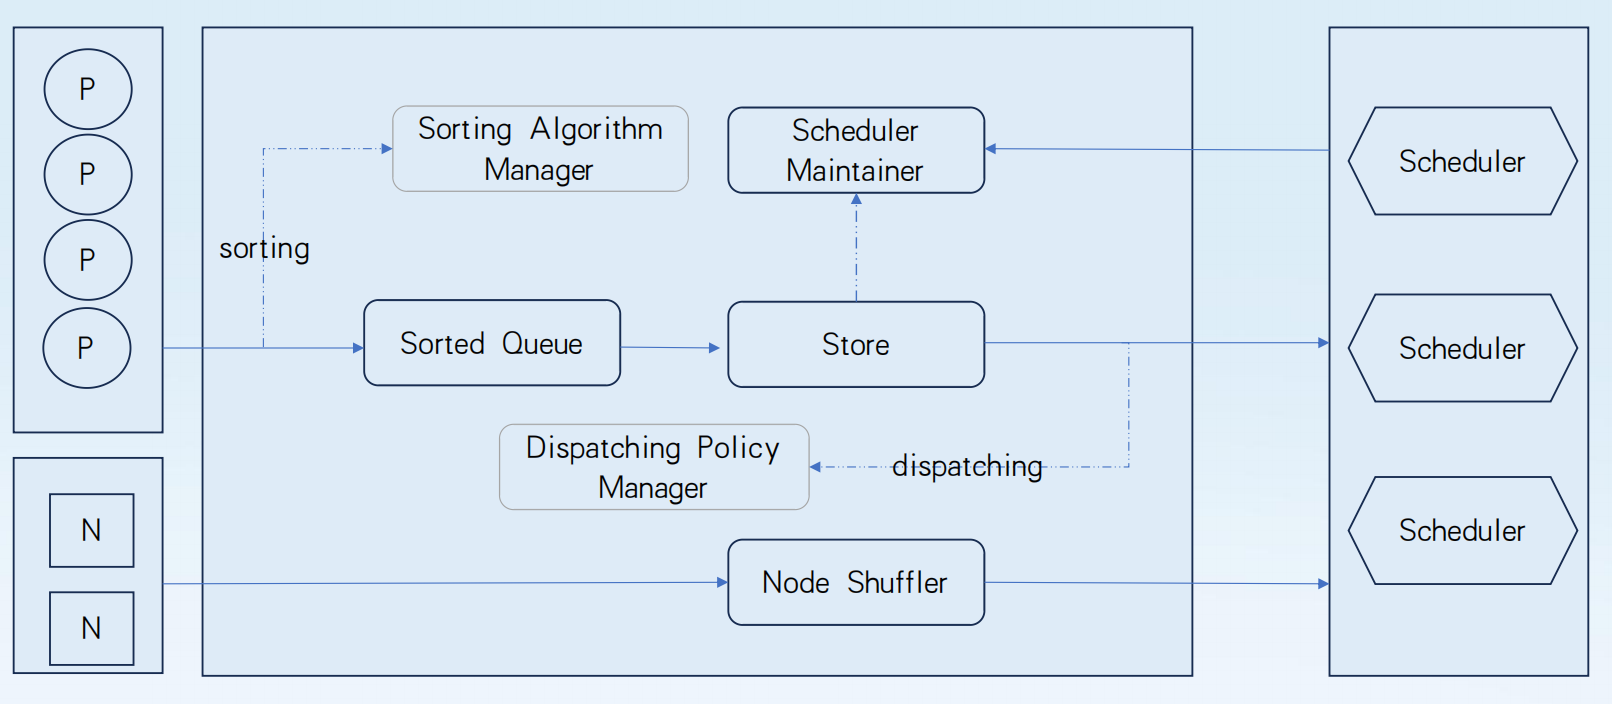 P
P
P
P
N
N
Sorting Algorithm
Manager
Scheduler
Maintainer
sorting
Sorted Queue
Store
Dispatching Policy
Manager
dispatching
Node Shuffler
Scheduler
Scheduler
Scheduler